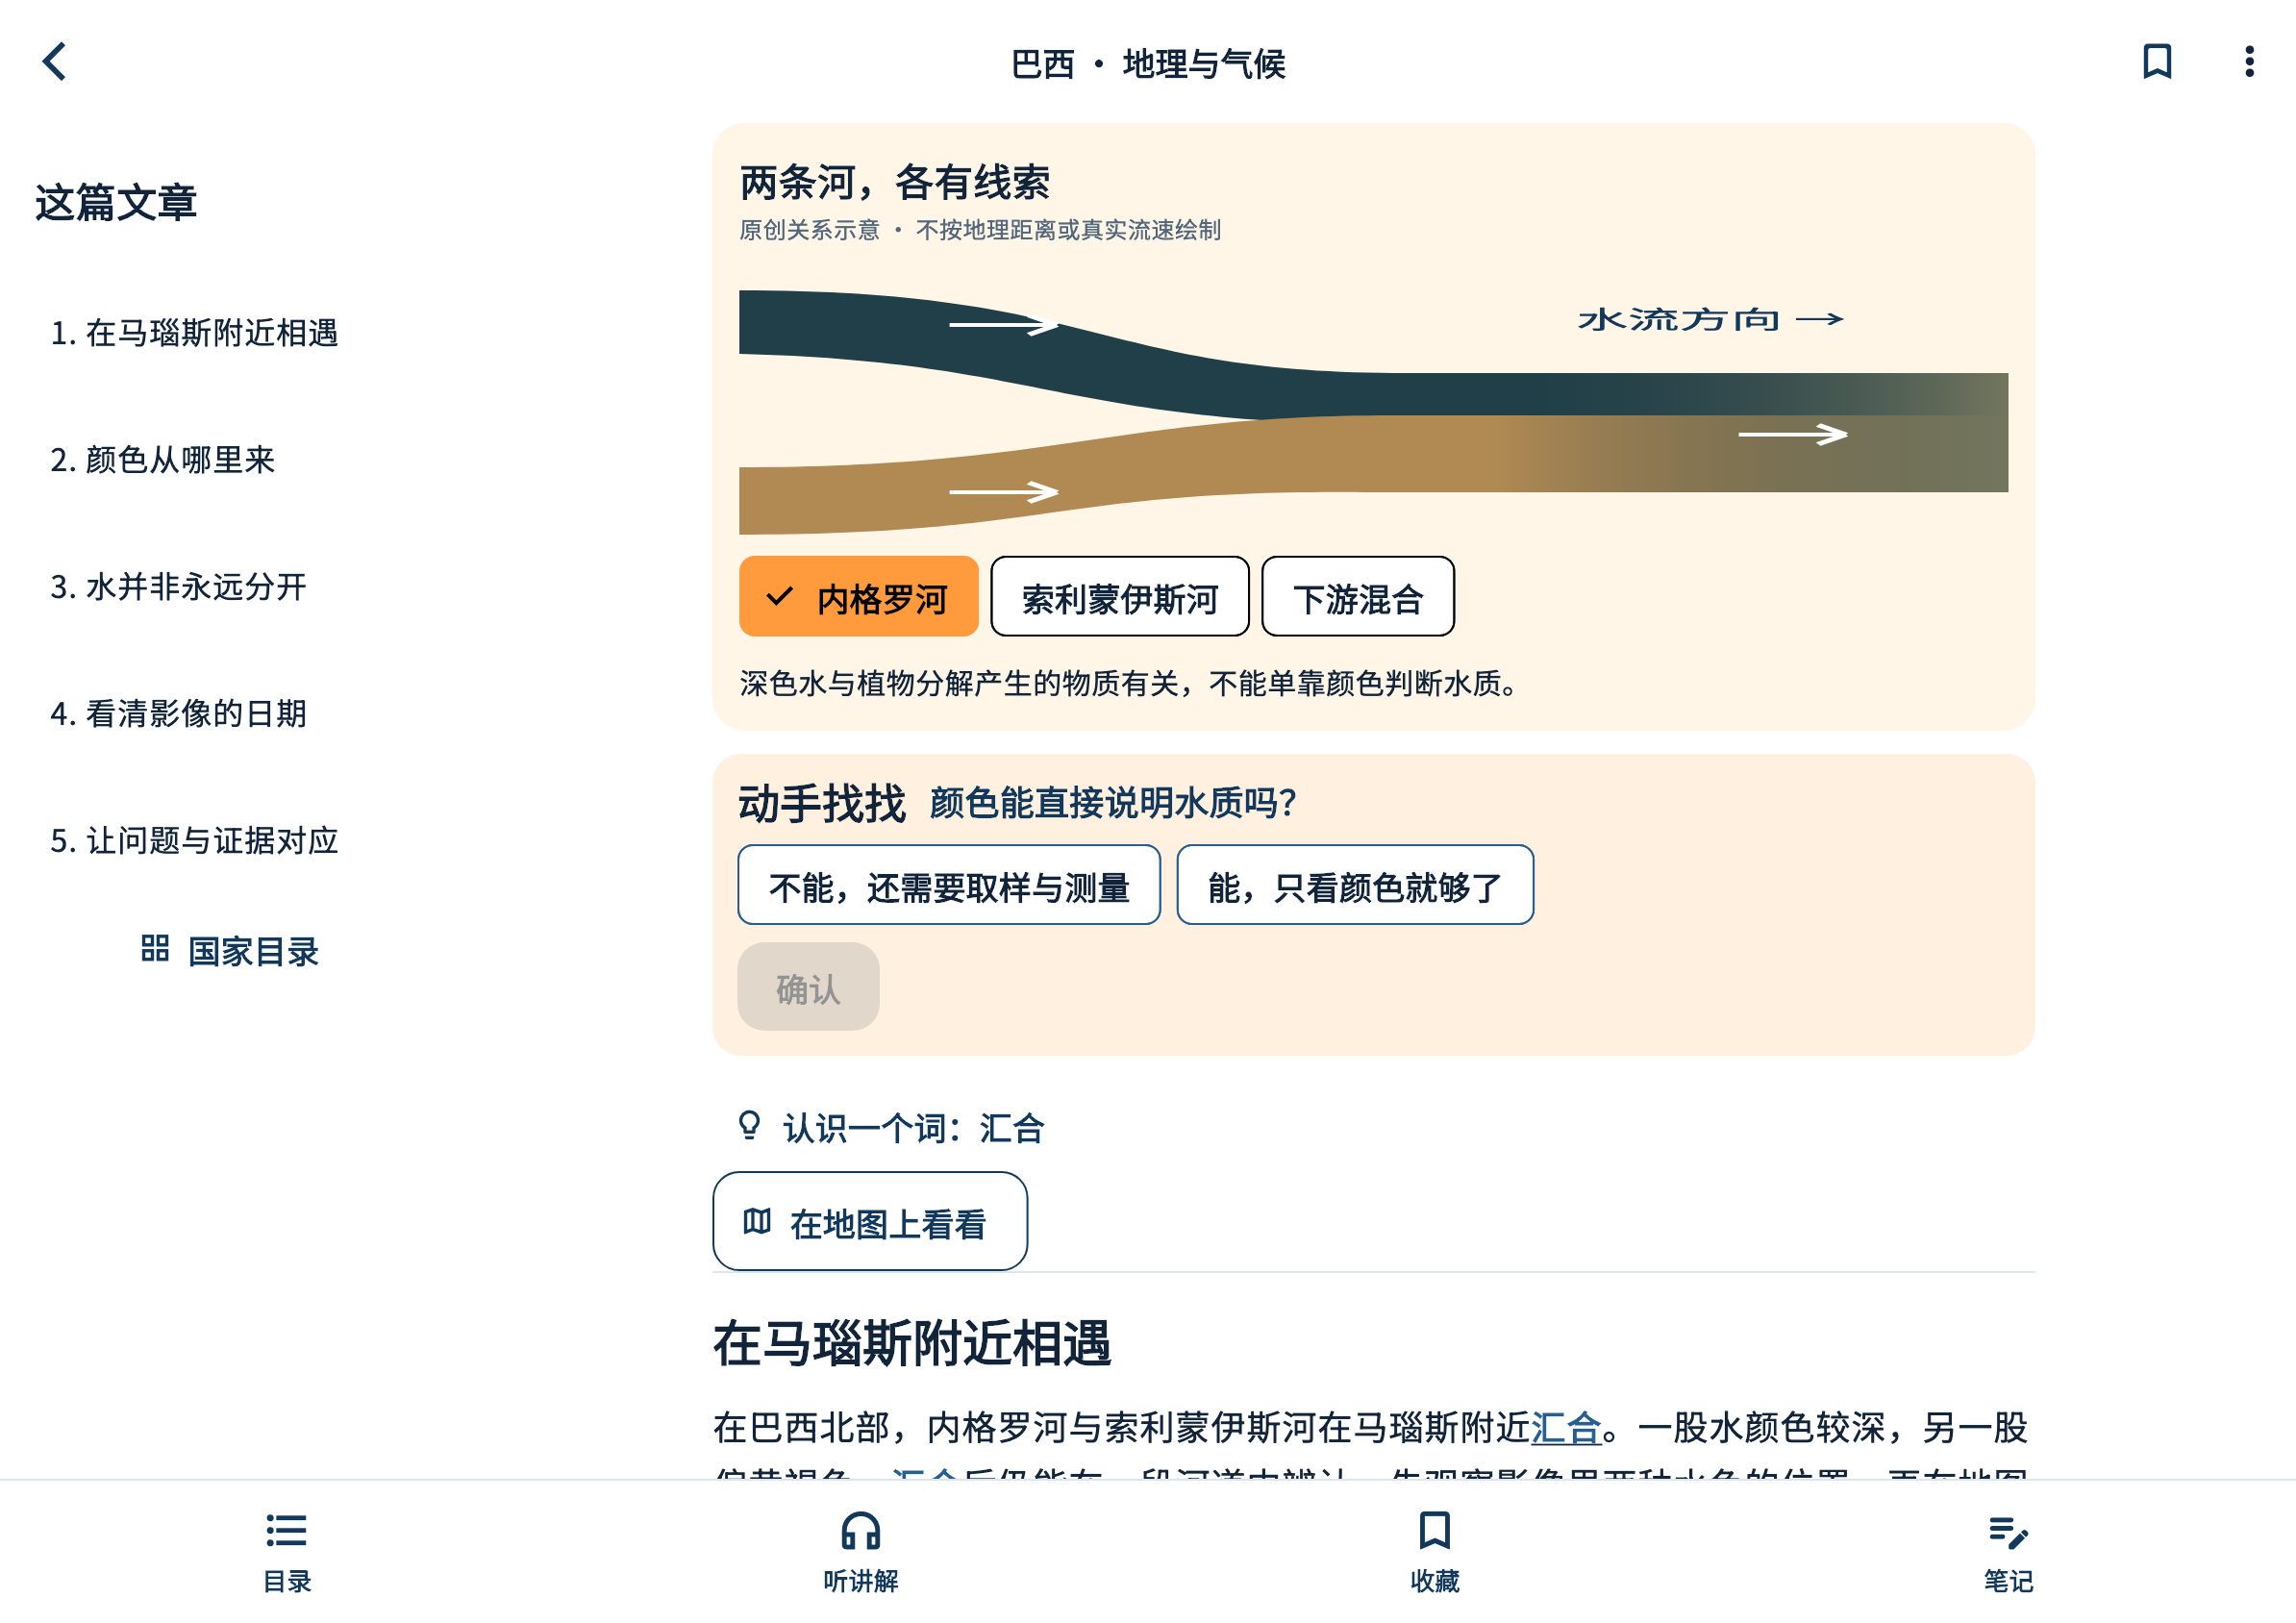 巴西 · 地理与气候
这篇文章
1. 在马瑙斯附近相遇
2. 颜色从哪里来
3. 水并非永远分开
4. 看清影像的日期
5. 让问题与证据对应
国家目录
两条河，各有线索
原创关系示意 · 不按地理距离或真实流速绘制
水流方向 →
内格罗河
索利蒙伊斯河
下游混合
深色水与植物分解产生的物质有关，不能单靠颜色判断水质。
动手找找 颜色能直接说明水质吗？
不能，还需要取样与测量
能，只看颜色就够了
确认
认识一个词：汇合
在地图上看看
在马瑙斯附近相遇
在巴西北部，内格罗河与索利蒙伊斯河在马瑙斯附近汇合。一股水颜色较深，另一股
目录
听讲解
收藏
笔记